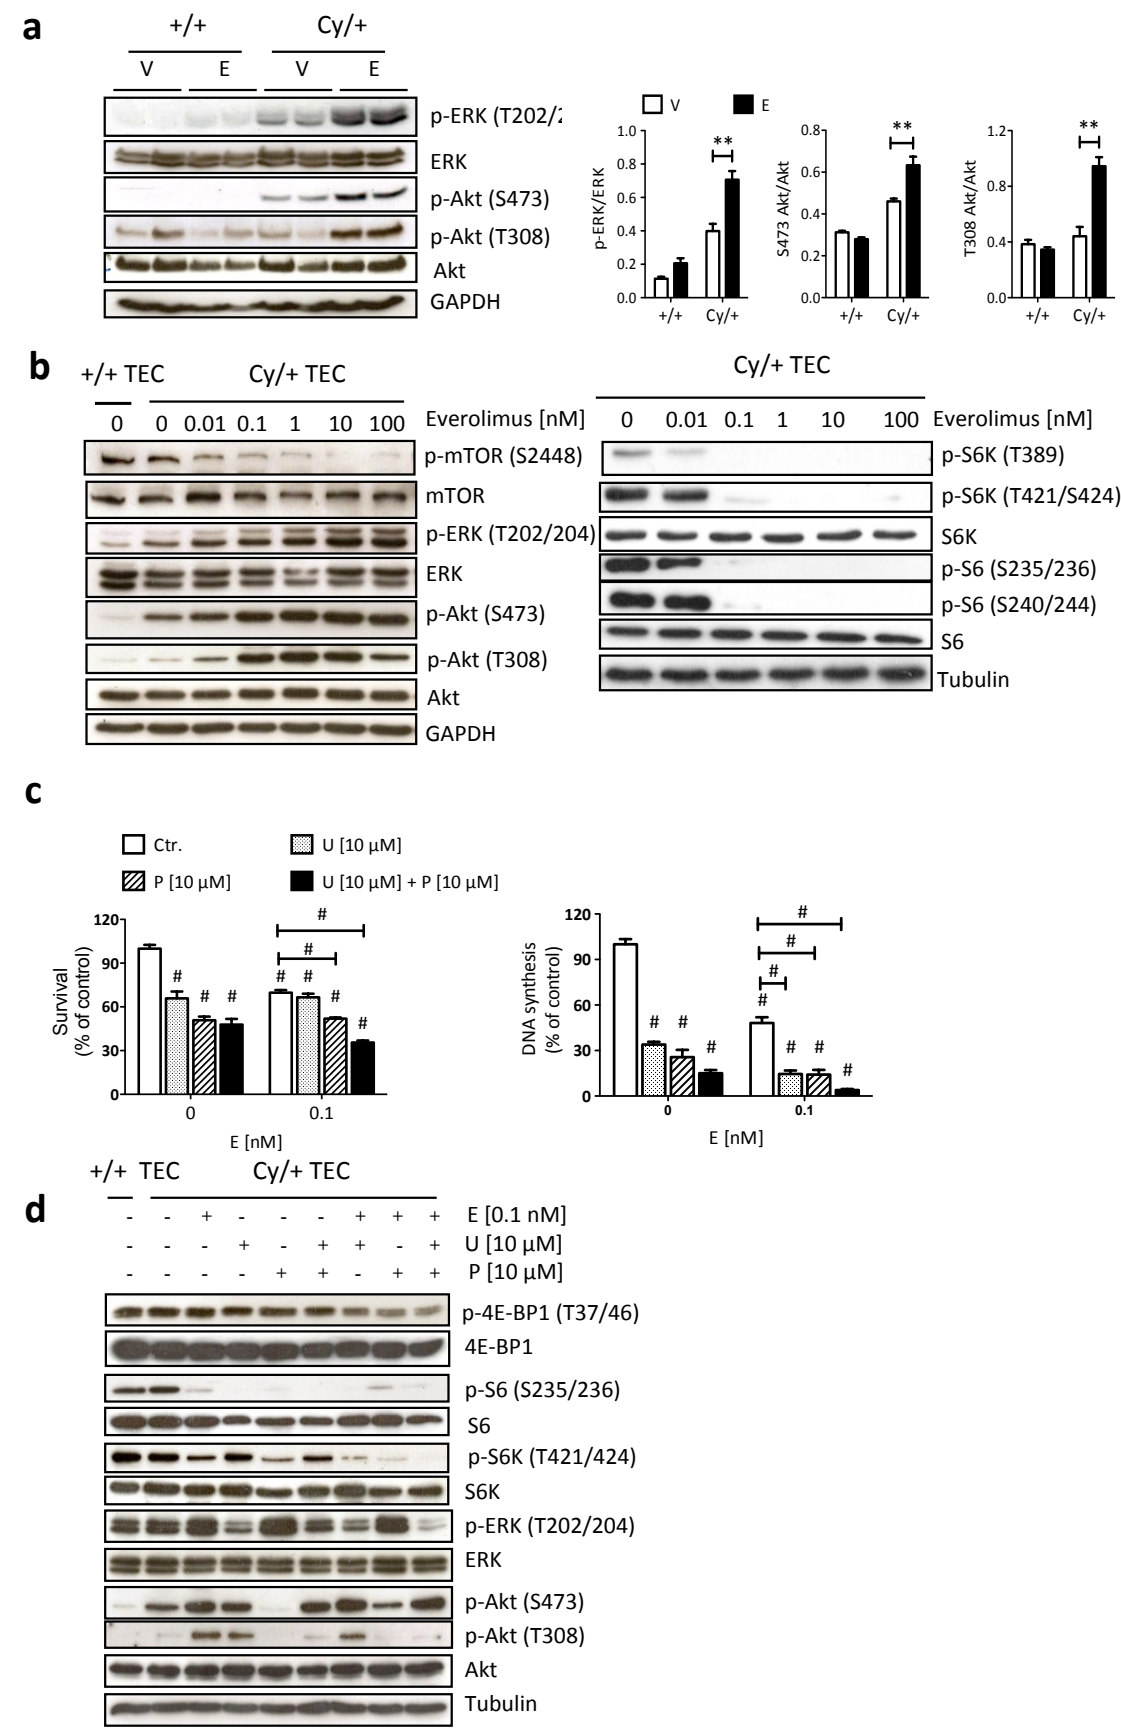 a
+/+ Cy/+
V E V E
p-ERK (T202/2
ERK
p-Akt (S473)
p-Akt (T308)
Akt
GAPDH
V E
p-ERK/ERK
1.0
0.8
0.6
0.4
0.2
0.0
**
+/+ Cy/+
S473 Akt/Akt
0.8
0.6
0.4
0.2
0.0
**
+/+ Cy/+
T308 Akt/Akt
1.2
0.8
0.4
0.0
**
+/+ Cy/+
b
+/+ TEC Cy/+ TEC
0 0 0.01 0.1 1 10 100 Everolimus [nM]
p-mTOR (S2448)
mTOR
p-ERK (T202/204)
ERK
p-Akt (S473)
p-Akt (T308)
Akt
GAPDH
Cy/+ TEC
0 0.01 0.1 1 10 100 Everolimus [nM]
p-S6K (T389)
p-S6K (T421/S424)
S6K
p-S6 (S235/236)
p-S6 (S240/244)
S6
Tubulin
c
Ctr. U [10 µM]
P [10 µM] U [10 µM] + P [10 µM]
Survival
(% of control)
120
90
60
30
0
#
#
# # # # # #
#
0 0.1
E [nM]
DNA synthesis
(% of control)
120
90
60
30
0
#
#
#
#
# # # # #
#
0 0.1
E [nM]
+/+ TEC Cy/+ TEC
d
- - + - - - + + + E [0.1 nM]
- - - + - + + - + U [10 µM]
- - - - + + - + + P [10 µM]
p-4E-BP1 (T37/46)
4E-BP1
p-S6 (S235/236)
S6
p-S6K (T421/424)
S6K
p-ERK (T202/204)
ERK
p-Akt (S473)
p-Akt (T308)
Akt
Tubulin